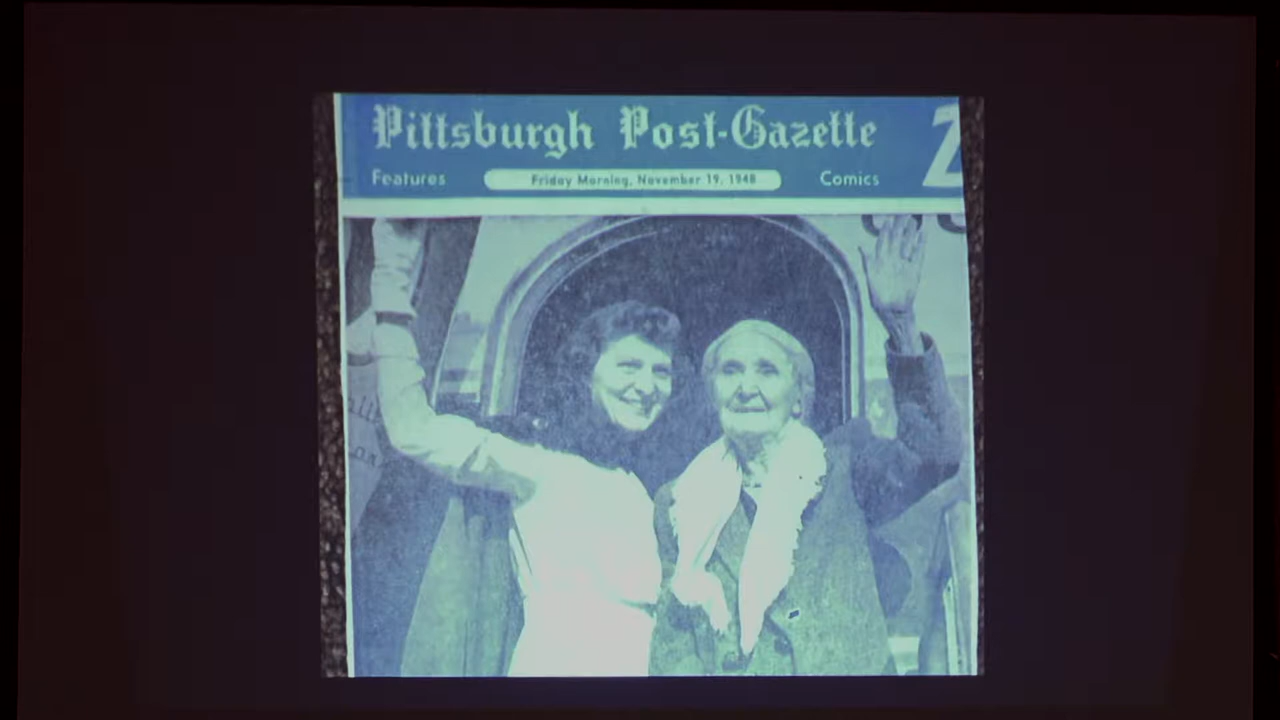 Pittsburgh Post-Gazette
Features
Friday Morning, November 19, 1948
Comics